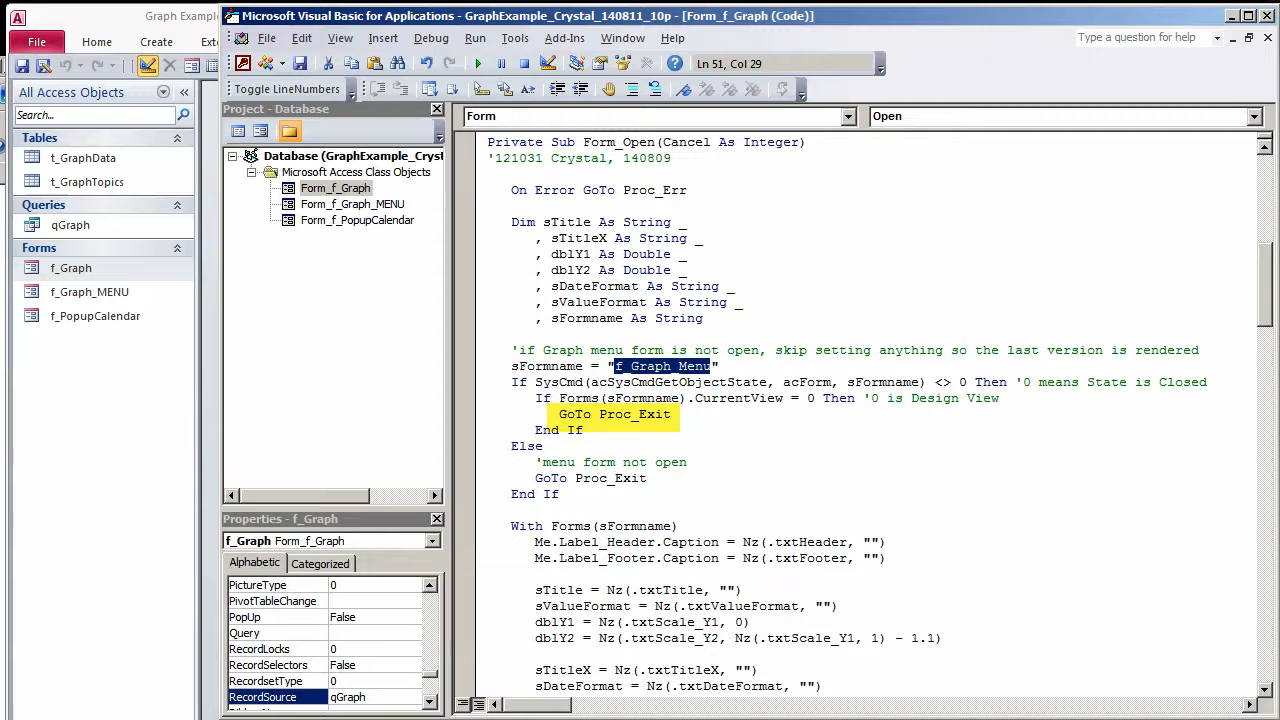 Graph Exampl
File
Home
Create
Exte
All Access Objects
Search...
Tables
t_GraphData
t_GraphTopics
Queries
qGraph
Forms
f_Graph
f_Graph_MENU
f_PopupCalendar
Microsoft Visual Basic for Applications - GraphExample_Crystal_140811_10p - [Form_f_Graph (Code)]
File Edit View Insert Debug Run Tools Add-Ins Window Help
Type a question for help
Ln 51, Col 29
Toggle LineNumbers
Project - Database
Database (GraphExample_Cryst
Microsoft Access Class Objects
Form_f_Graph
Form_f_Graph_MENU
Form_f_PopupCalendar
Properties - f_Graph
f_Graph Form_f_Graph
Alphabetic Categorized
PictureType 0
PivotTableChange
PopUp False
Query
RecordLocks 0
RecordSelectors False
RecordsetType 0
RecordSource qGraph
Form
Open
Private Sub Form_Open(Cancel As Integer)
'121031 Crystal, 140809
On Error GoTo Proc_Err
Dim sTitle As String _
, sTitleX As String _
, dblY1 As Double _
, dblY2 As Double _
, sDateFormat As String _
, sValueFormat As String _
, sFormname As String
'if Graph menu form is not open, skip setting anything so the last version is rendered
sFormname = "f_Graph_Menu"
If SysCmd(acSysCmdGetObjectState, acForm, sFormname) <> 0 Then '0 means State is Closed
If Forms(sFormname).CurrentView = 0 Then '0 is Design View
GoTo Proc_Exit
End If
Else
'menu form not open
GoTo Proc_Exit
End If
With Forms(sFormname)
Me.Label_Header.Caption = Nz(.txtHeader, "")
Me.Label_Footer.Caption = Nz(.txtFooter, "")
sTitle = Nz(.txtTitle, "")
sValueFormat = Nz(.txtValueFormat, "")
dblY1 = Nz(.txtScale_Y1, 0)
dblY2 = Nz(.txtScale_Y2, Nz(.txtScale_Y1, 1) - 1.1)
sTitleX = Nz(.txtTitleX, "")
sDateFormat = Nz(.txtDateFormat, "")